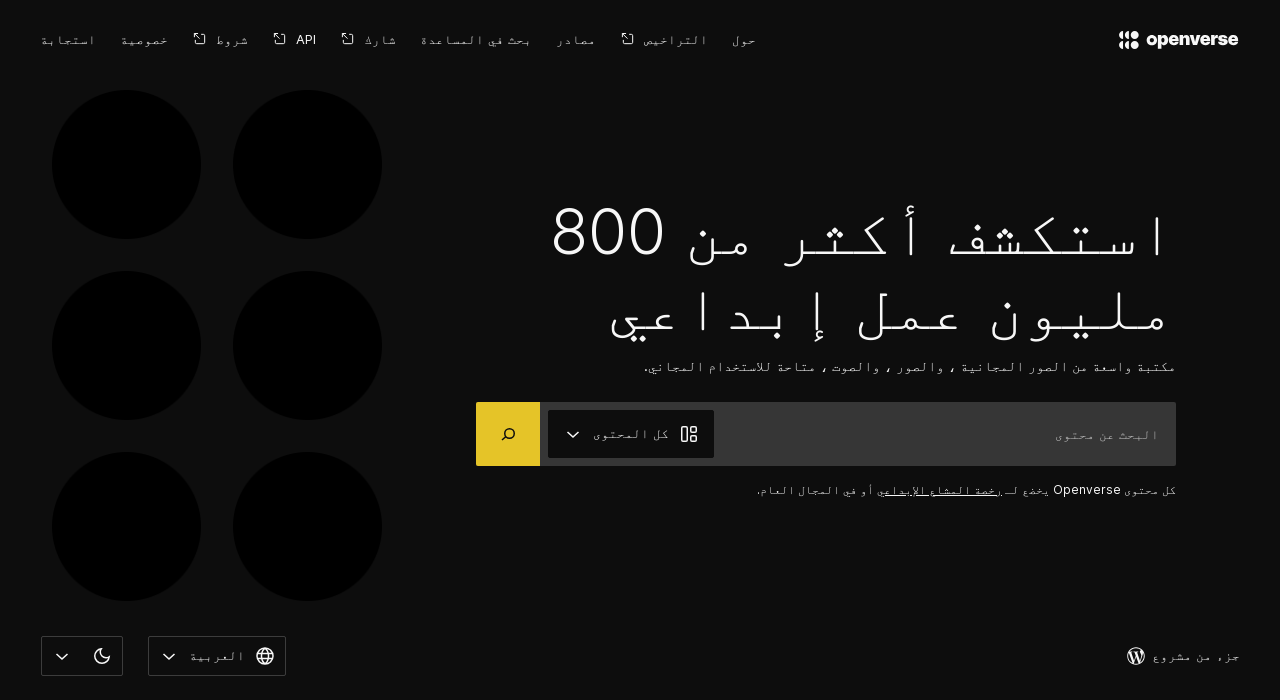 openverse
حول
التراخيص
مصادر
بحث في المساعدة
شارك
API
شروط
خصوصية
استجابة
استكشف أكثر من 800
مليون عمل إبداعي
مكتبة واسعة من الصور المجانية ، والصور ، والصوت ، متاحة للاستخدام المجاني.
البحث عن محتوى
كل المحتوى
كل محتوى Openverse يخضع لـ رخصة المشاع الإبداعي أو في المجال العام.
جزء من مشروع
العربية